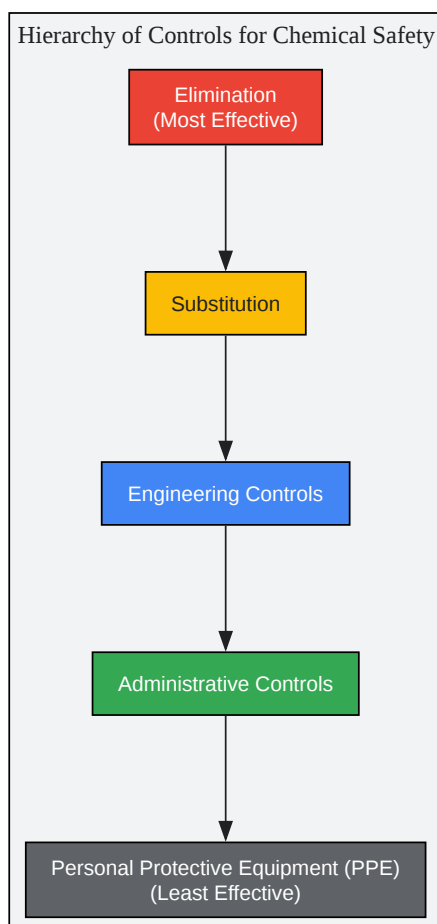 Hierarchy of Controls for Chemical Safety
Elimination
(Most Effective)
Substitution
Engineering Controls
Administrative Controls
Personal Protective Equipment (PPE)
(Least Effective)